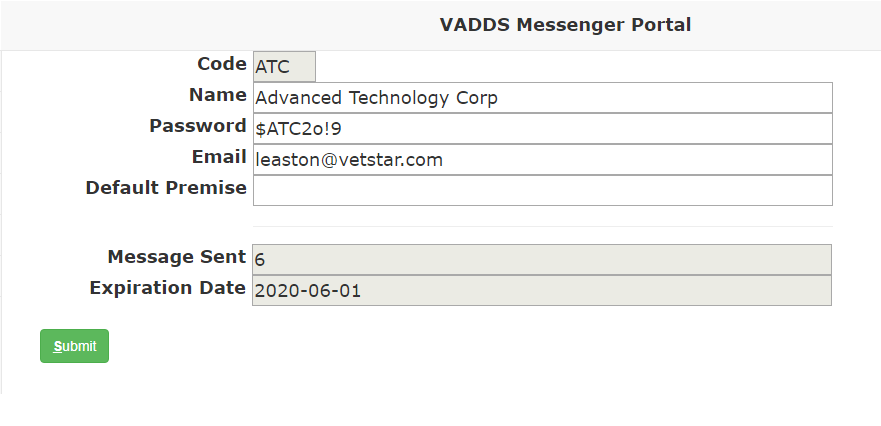 VADDS Messenger Portal
Code ATC
Name Advanced Technology Corp
Password $ATC2o!9
Email leaston@vetstar.com
Default Premise
Message Sent 6
Expiration Date 2020-06-01
Submit